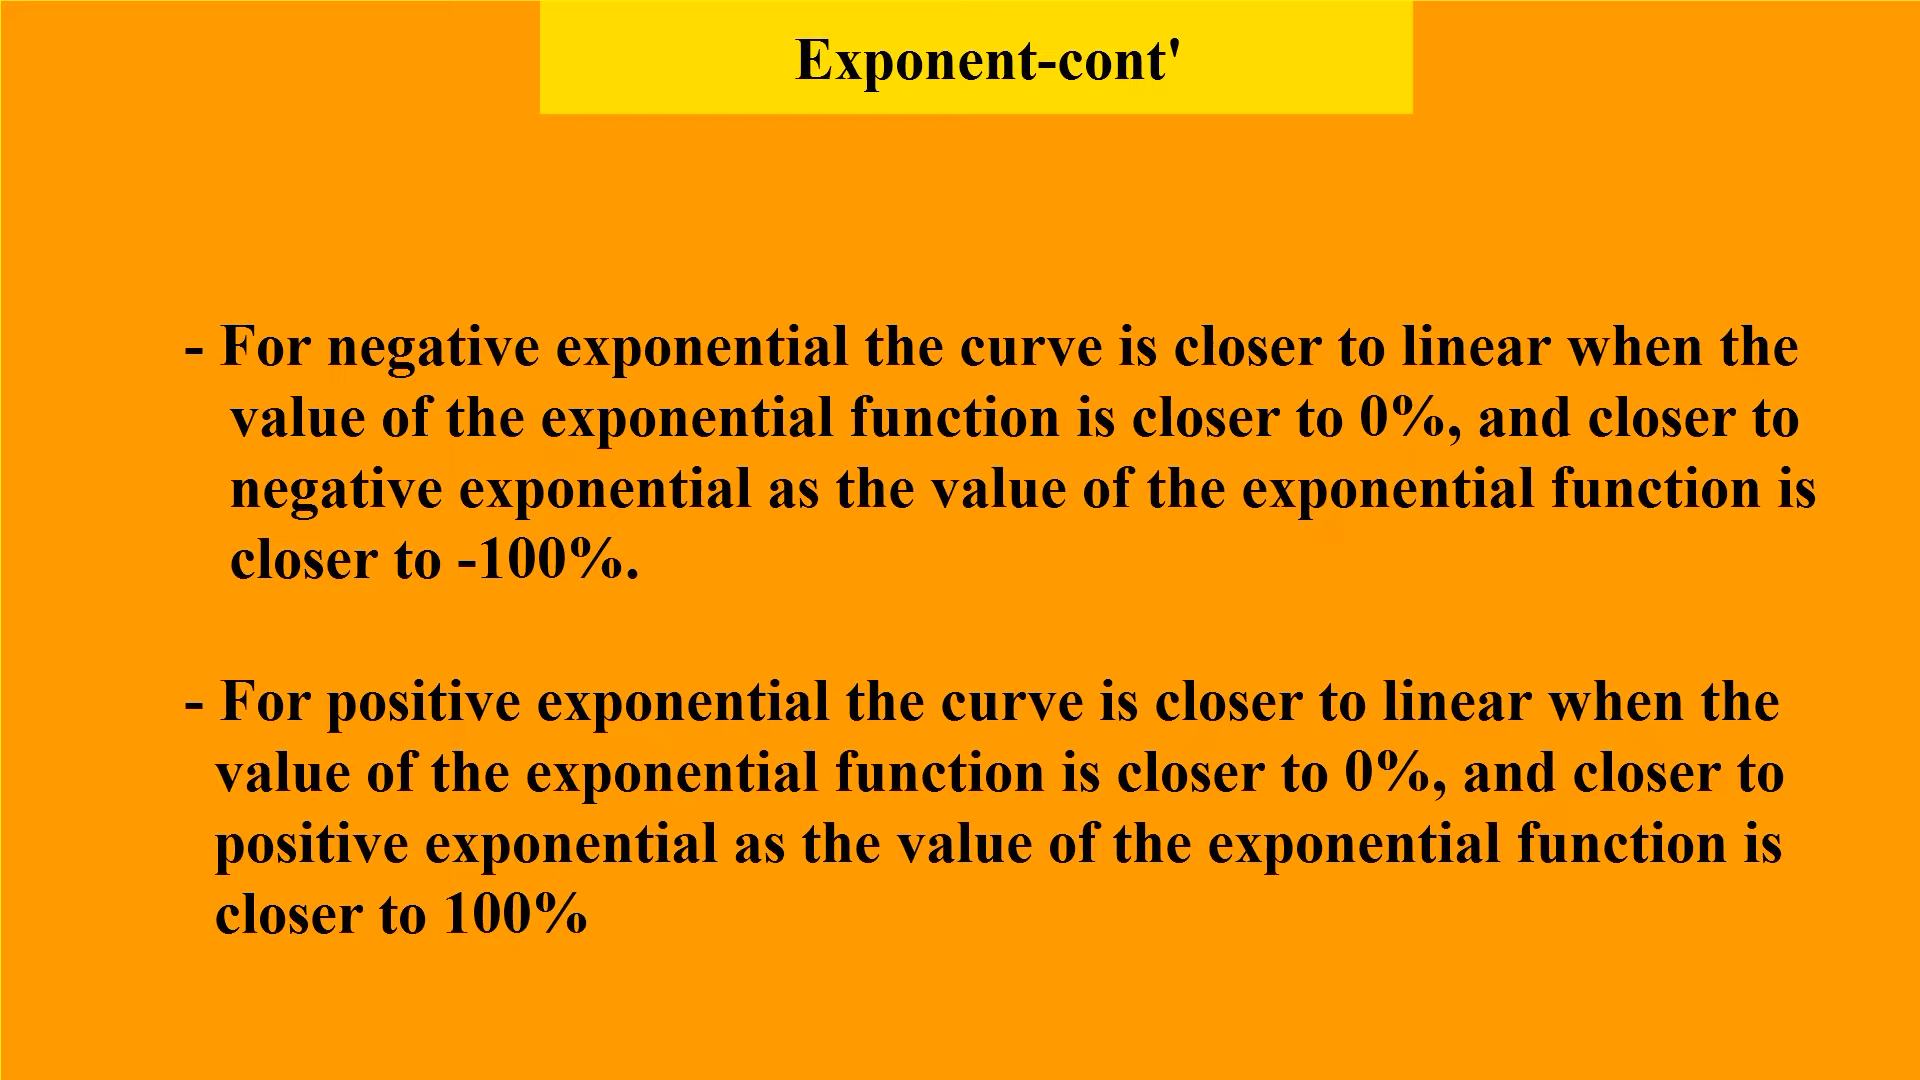 Exponent-cont'
- For negative exponential the curve is closer to linear when the
value of the exponential function is closer to 0%, and closer to
negative exponential as the value of the exponential function is
closer to -100%.
- For positive exponential the curve is closer to linear when the
value of the exponential function is closer to 0%, and closer to
positive exponential as the value of the exponential function is
closer to 100%